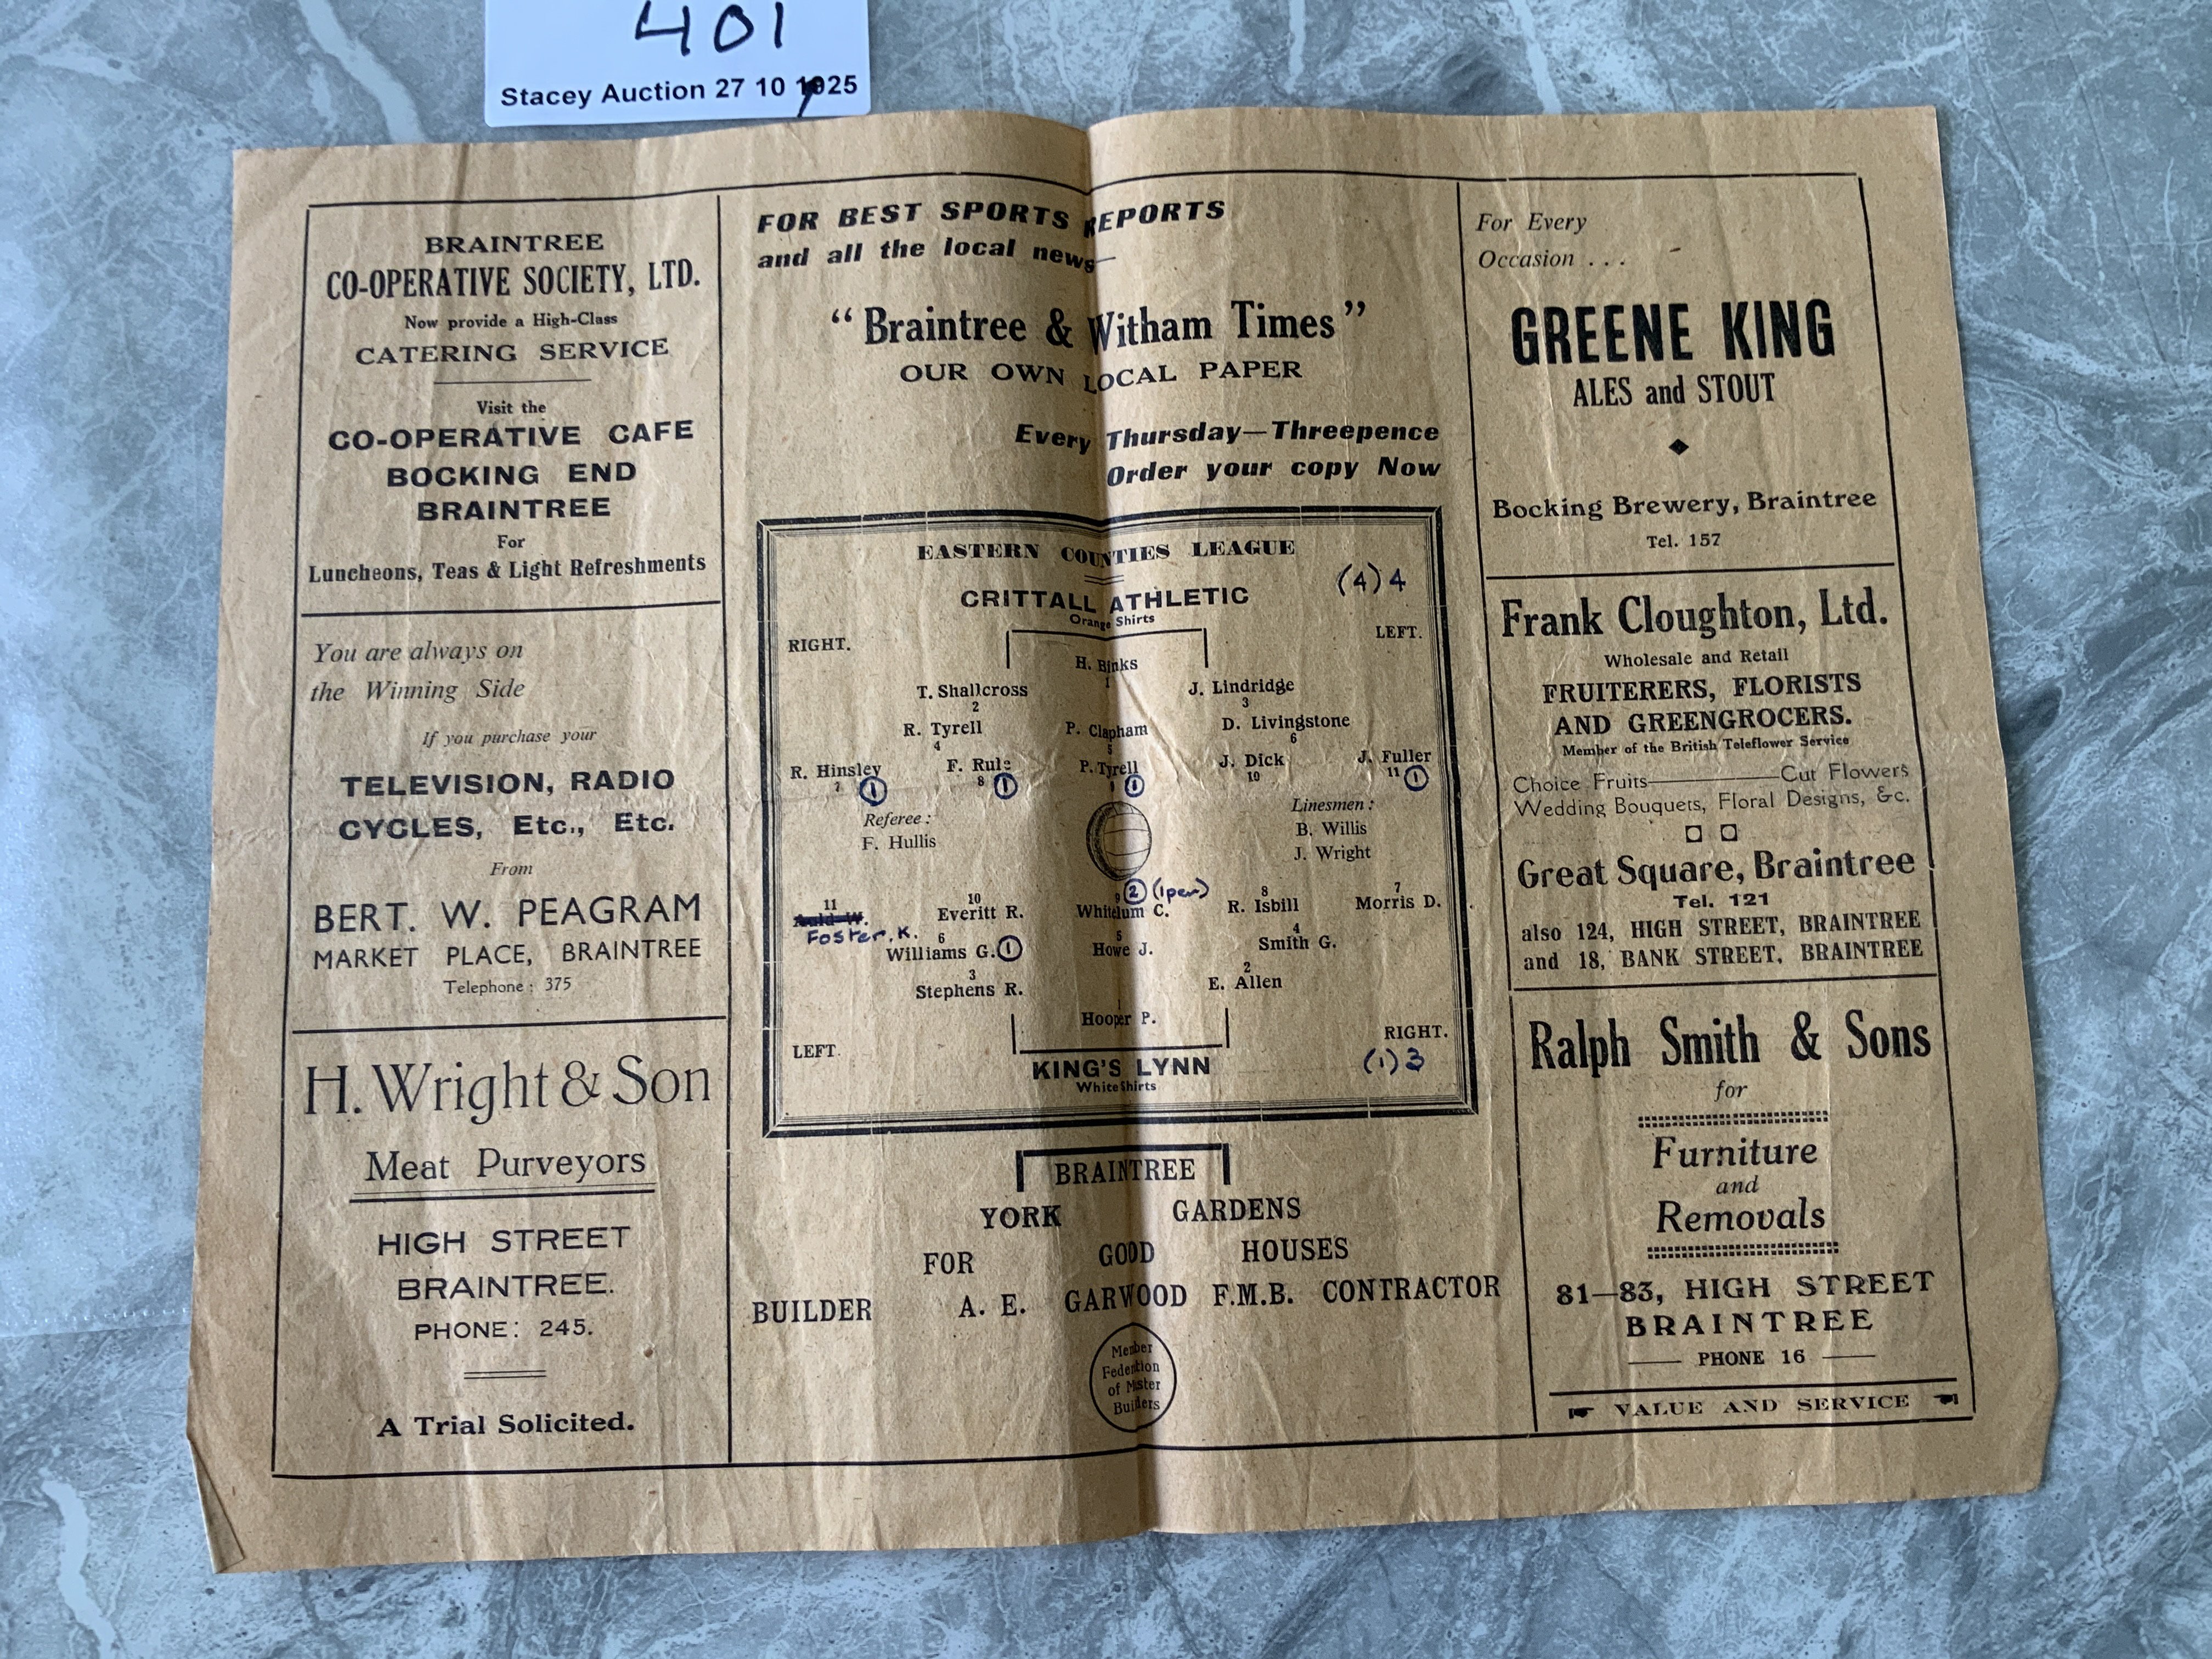 401
Stacey Auction 27 10 1925
BRAINTREE
CO-OPERATIVE SOCIETY, LTD.
Now provide a High-Class
CATERING SERVICE
Visit the
CO-OPERATIVE CAFE
BOCKING END
BRAINTREE
For
Luncheons, Teas & Light Refreshments
You are always on
the Winning Side
If you purchase your
TELEVISION, RADIO
CYCLES, Etc., Etc.
From
BERT. W. PEAGRAM
MARKET PLACE, BRAINTREE
Telephone : 375
H. Wright & Son
Meat Purveyors
HIGH STREET
BRAINTREE.
PHONE: 245.
A Trial Solicited.
FOR BEST SPORTS REPORTS
and all the local news—
"Braintree & Witham Times"
OUR OWN LOCAL PAPER
Every Thursday—Threepence
Order your copy Now
EASTERN COUNTIES LEAGUE
CRITTALL ATHLETIC (4) 4
Orange Shirts
RIGHT. LEFT.
H. Binks
1
T. Shallcross J. Lindridge
2 3
R. Tyrell P. Clapham D. Livingstone
4 5 6
R. Hinsley F. Rule P. Tyrell J. Dick J. Fuller
7 1 8 1 9 1 10 11 1
Referee : Linesmen :
F. Hullis B. Willis
J. Wright
2 (1 pen)
11 10 9 8 7
Auld W. Everitt R. Whitelum C. R. Isbill Morris D.
Foster, K.
6 5 4
Williams G. 1 Howe J. Smith G.
3 2
Stephens R. E. Allen
1
Hooper P.
LEFT. RIGHT.
KING'S LYNN (1) 3
White Shirts
BRAINTREE
YORK GARDENS
FOR GOOD HOUSES
BUILDER A. E. GARWOOD F.M.B. CONTRACTOR
Member
Federation
of Master
Builders
For Every
Occasion . . .
GREENE KING
ALES and STOUT
Bocking Brewery, Braintree
Tel. 157
Frank Cloughton, Ltd.
Wholesale and Retail
FRUITERERS, FLORISTS
AND GREENGROCERS.
Member of the British Teleflower Service
Choice Fruits———Cut Flowers
Wedding Bouquets, Floral Designs, &c.
Great Square, Braintree
Tel. 121
also 124, HIGH STREET, BRAINTREE
and 18, BANK STREET, BRAINTREE
Ralph Smith & Sons
for
Furniture
and
Removals
81—83, HIGH STREET
BRAINTREE
PHONE 16
VALUE AND SERVICE